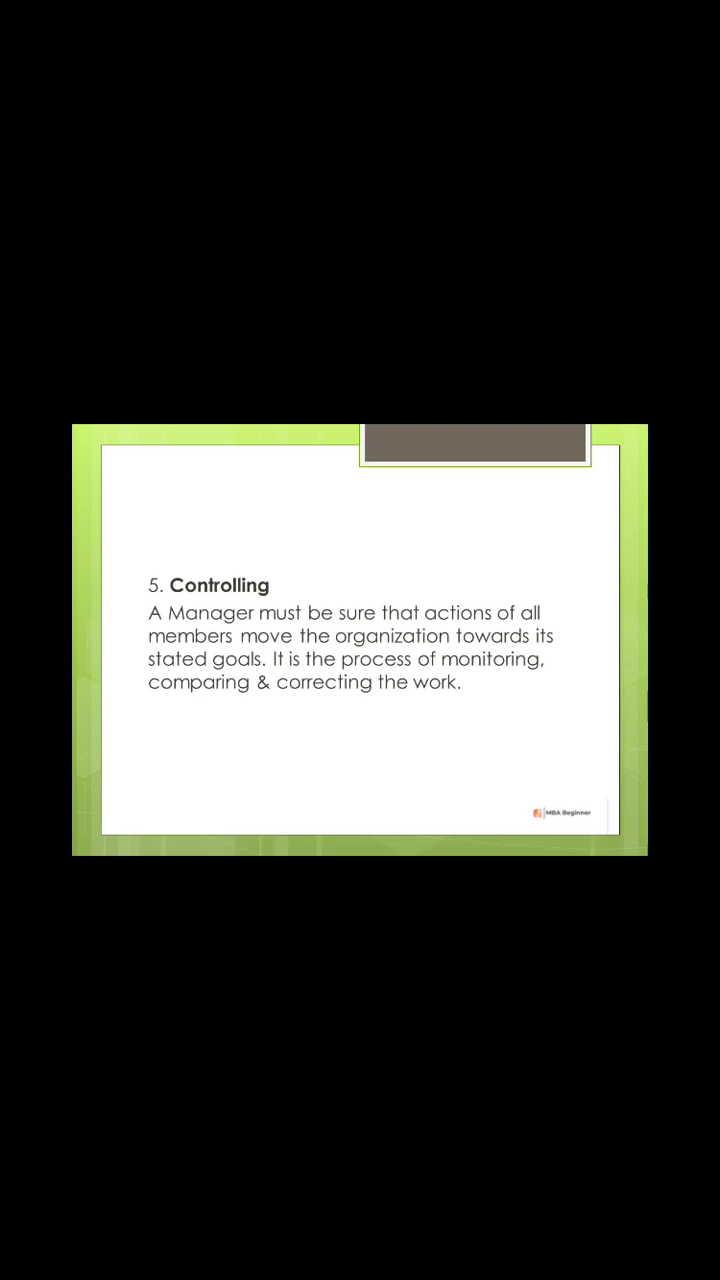 5. Controlling
A Manager must be sure that actions of all
members move the organization towards its
stated goals. It is the process of monitoring,
comparing & correcting the work.
MBA Beginner